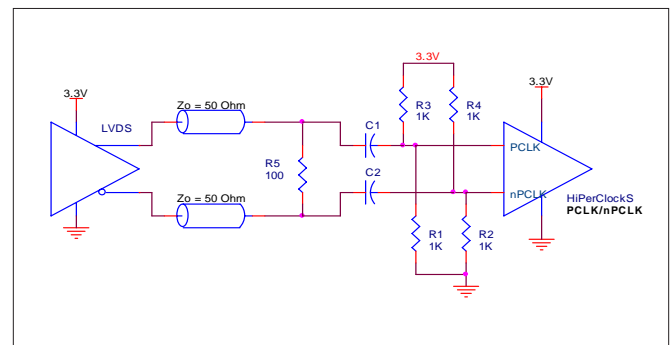 3.3V
3.3V
3.3V
Zo = 50 Ohm
LVDS
R3
1K
R4
1K
C1
PCLK
R5
100
C2
Zo = 50 Ohm
nPCLK
HiPerClockS
PCLK/nPCLK
R1
1K
R2
1K